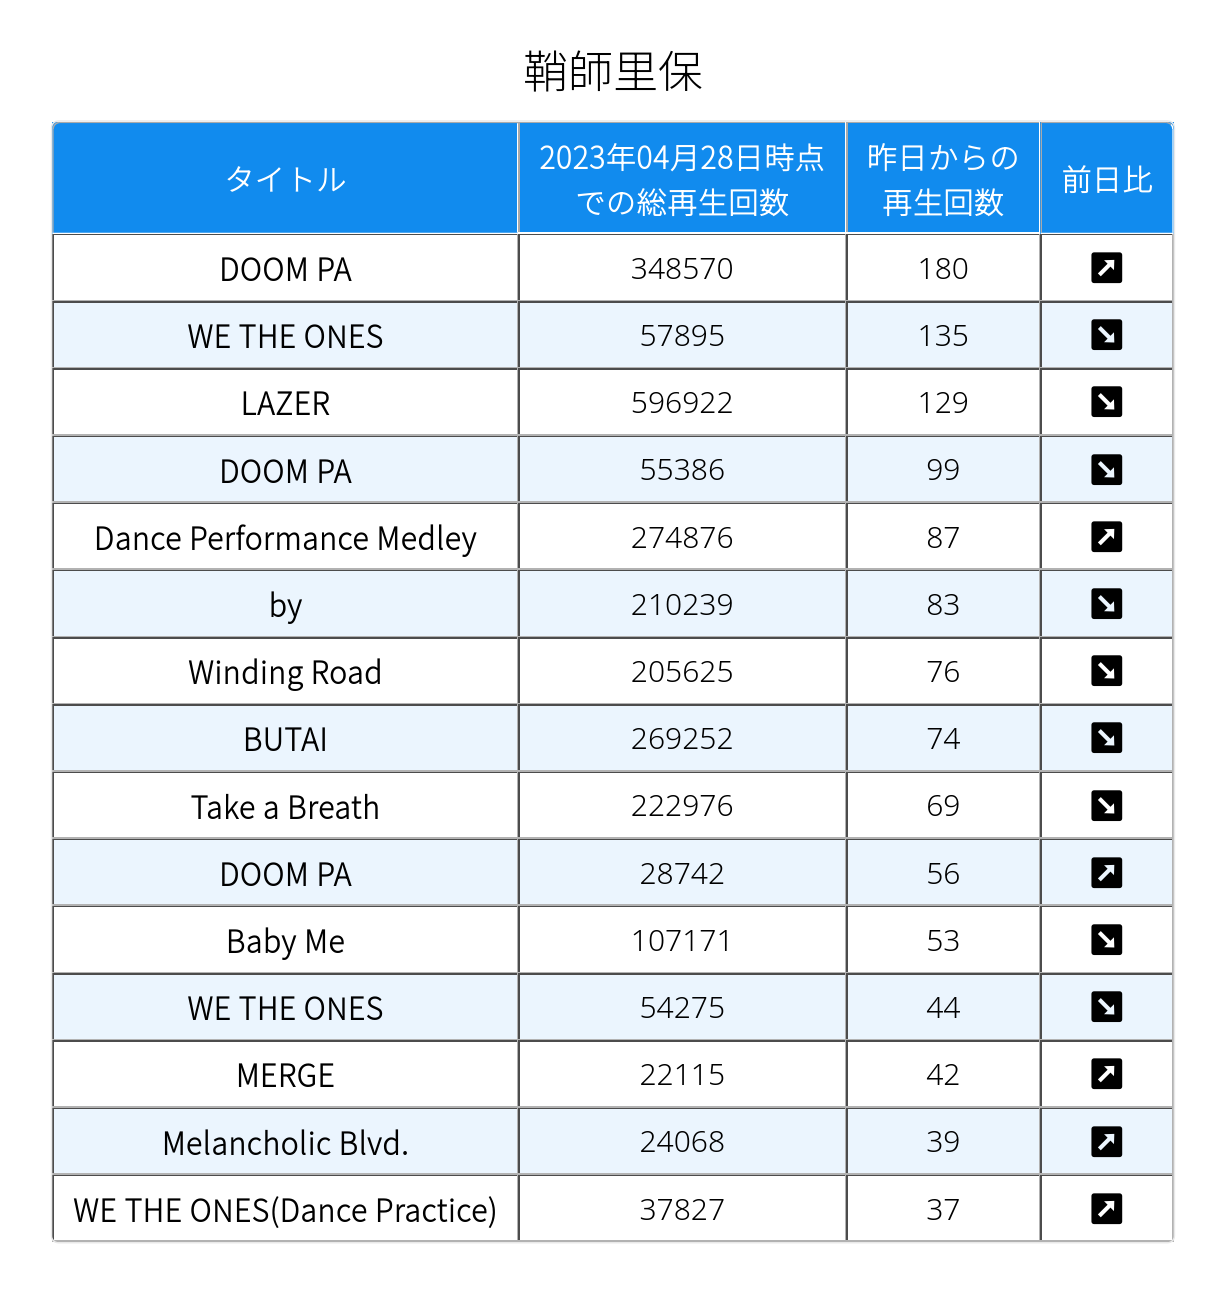 鞘師里保
タイトル 2023年04月28日時点での総再生回数 昨日からの再生回数 前日比
DOOM PA 348570 180 ↗
WE THE ONES 57895 135 ↘
LAZER 596922 129 ↘
DOOM PA 55386 99 ↘
Dance Performance Medley 274876 87 ↗
by 210239 83 ↘
Winding Road 205625 76 ↘
BUTAI 269252 74 ↘
Take a Breath 222976 69 ↘
DOOM PA 28742 56 ↗
Baby Me 107171 53 ↘
WE THE ONES 54275 44 ↘
MERGE 22115 42 ↗
Melancholic Blvd. 24068 39 ↗
WE THE ONES(Dance Practice) 37827 37 ↗